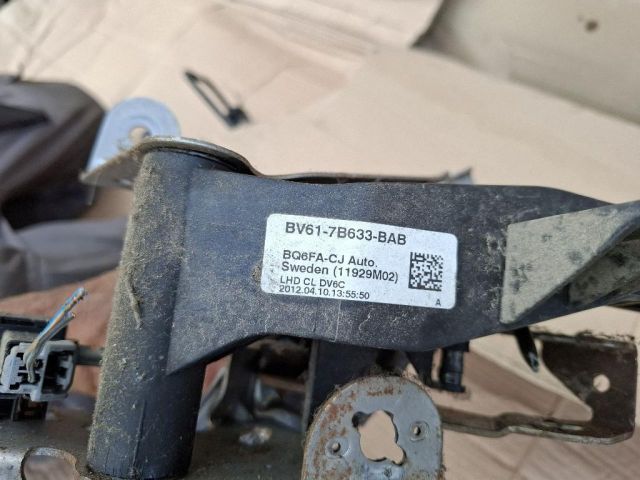 BV61-7B633-BAB
BQ6FA-CJ Auto.
Sweden (11929M02)
LHD CL DV6C
2012.04.10.13:55:50
A